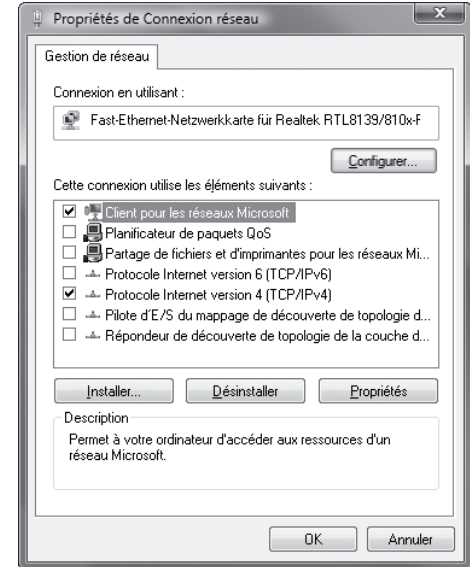 Propriétés de Connexion réseau
Gestion de réseau
Connexion en utilisant :
Fast-Ethernet-Netzwerkkarte für Realtek RTL8139/810x-F
Configurer...
Cette connexion utilise les éléments suivants :
Client pour les réseaux Microsoft
Planificateur de paquets QoS
Partage de fichiers et d'imprimantes pour les réseaux Mi...
Protocole Internet version 6 (TCP/IPv6)
Protocole Internet version 4 (TCP/IPv4)
Pilote d'E/S du mappage de découverte de topologie d...
Répondeur de découverte de topologie de la couche d...
Installer... Désinstaller Propriétés
Description
Permet à votre ordinateur d'accéder aux ressources d'un
réseau Microsoft.
OK Annuler